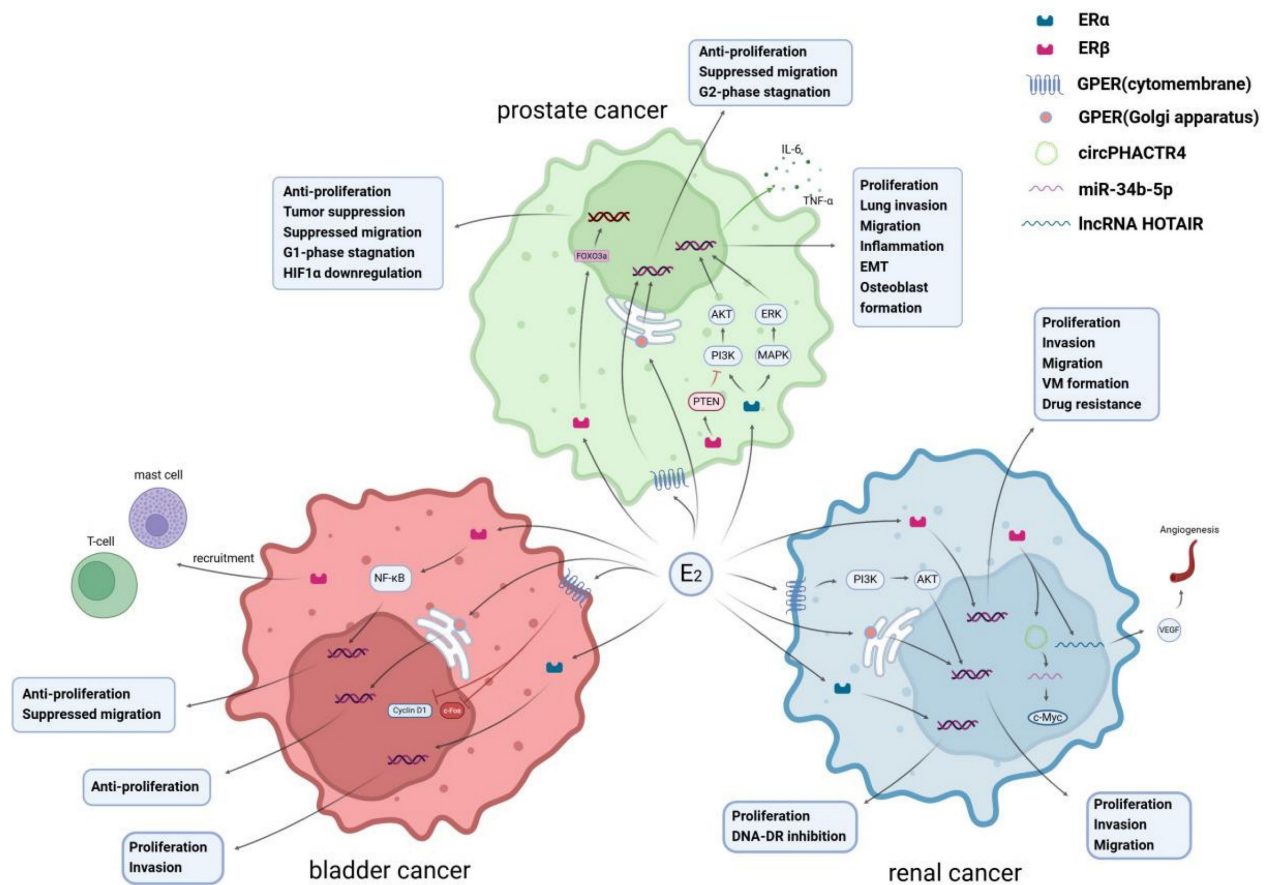 ERα
ERβ
GPER(cytomembrane)
GPER(Golgi apparatus)
circPHACTR4
miR-34b-5p
lncRNA HOTAIR
prostate cancer
Anti-proliferation
Suppressed migration
G2-phase stagnation
Anti-proliferation
Tumor suppression
Suppressed migration
G1-phase stagnation
HIF1α downregulation
IL-6
TNF-α
Proliferation
Lung invasion
Migration
Inflammation
EMT
Osteoblast
formation
FOXO3a
AKT
ERK
PI3K
MAPK
PTEN
E2
mast cell
T-cell
recruitment
NF-κB
Cyclin D1
c-Fos
Anti-proliferation
Suppressed migration
Anti-proliferation
Proliferation
Invasion
bladder cancer
Proliferation
Invasion
Migration
VM formation
Drug resistance
Angiogenesis
VEGF
PI3K
AKT
c-Myc
Proliferation
DNA-DR inhibition
Proliferation
Invasion
Migration
renal cancer